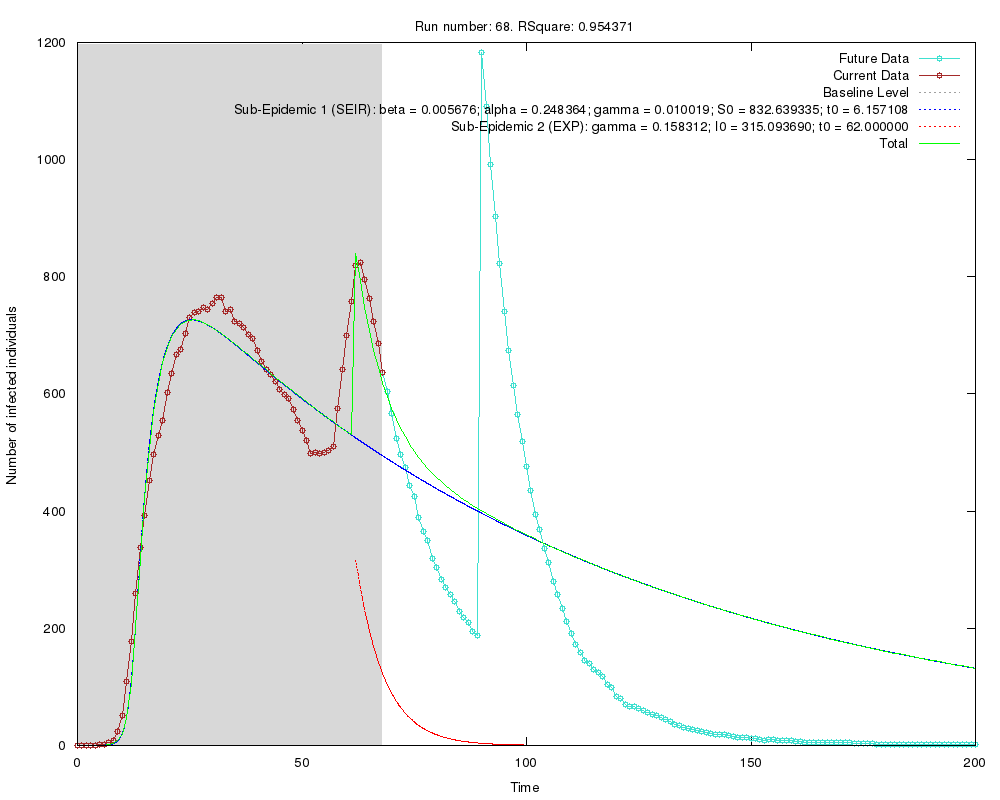 Run number: 68. RSquare: 0.954371
Number of infected individuals
1200
1000
800
600
400
200
0
Future Data
Current Data
Baseline Level
Sub-Epidemic 1 (SEIR): beta = 0.005676; alpha = 0.248364; gamma = 0.010019; S0 = 832.639335; t0 = 6.157108
Sub-Epidemic 2 (EXP): gamma = 0.158312; I0 = 315.093690; t0 = 62.000000
Total
0
50
100
150
200
Time